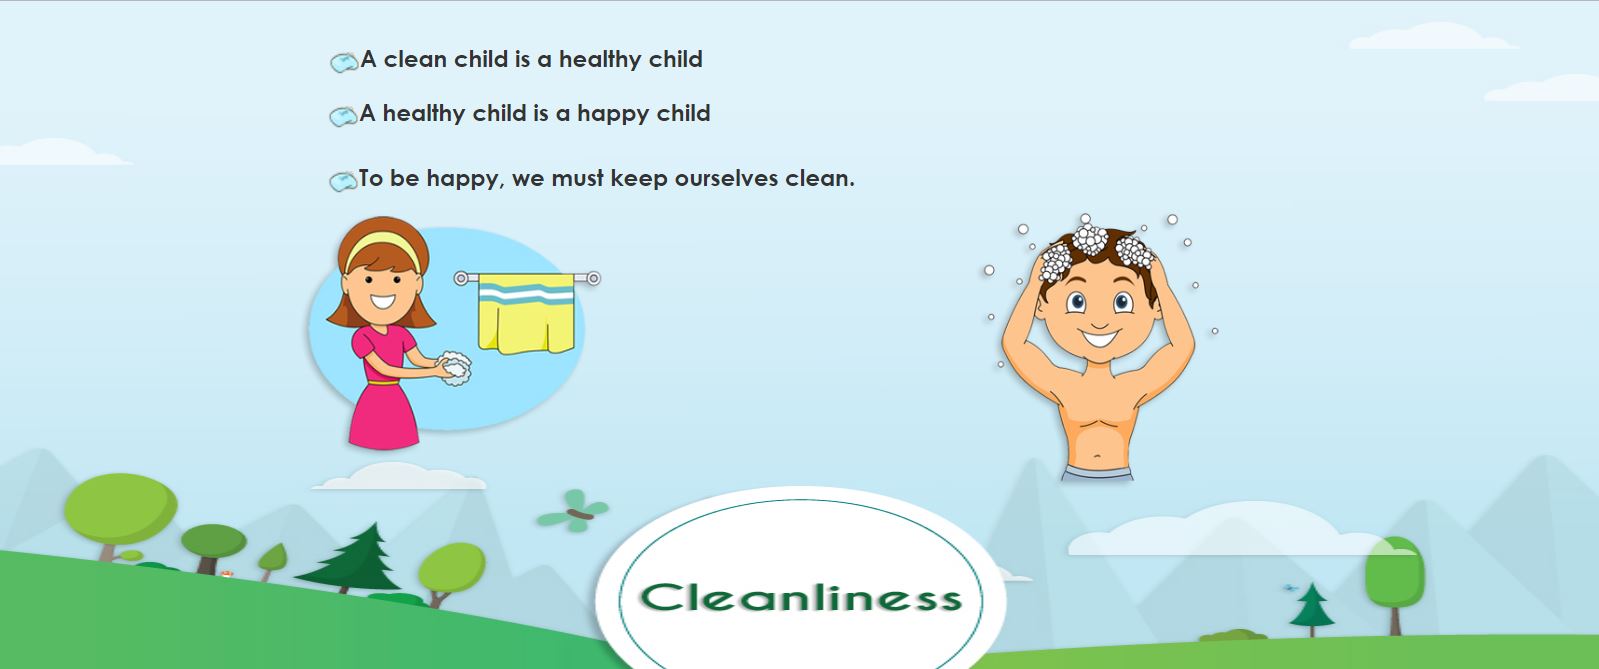 A clean child is a healthy child
A healthy child is a happy child
To be happy, we must keep ourselves clean.
Cleanliness